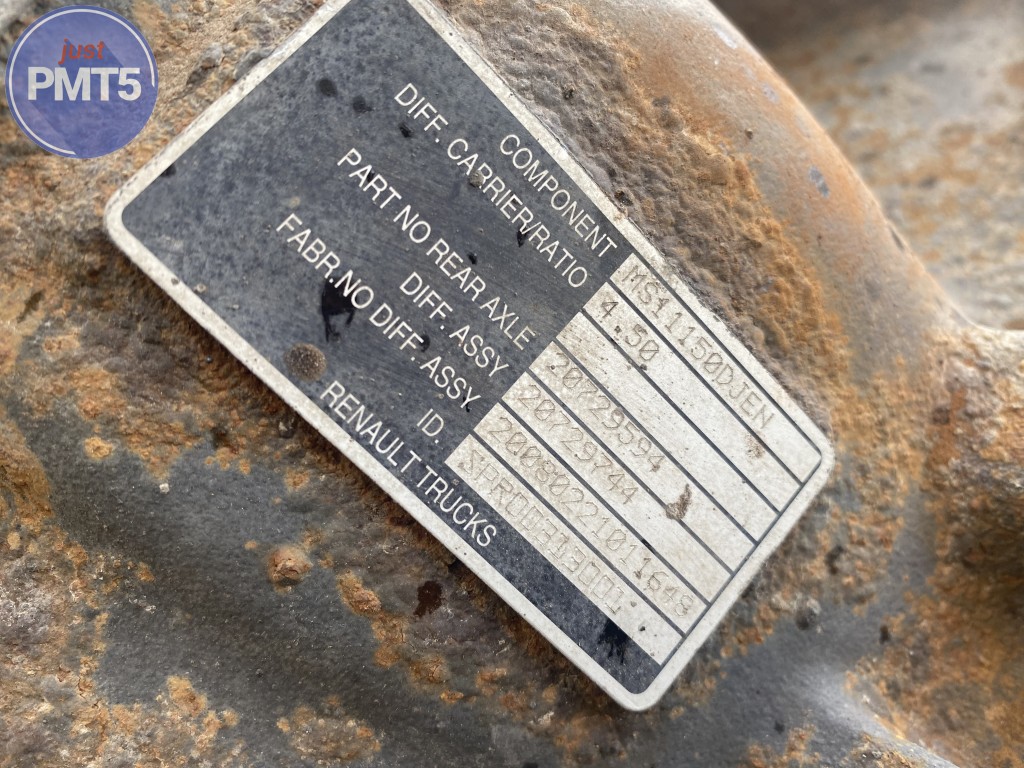 just
PMT5
COMPONENT MS11150DJEN
DIFF. CARRIER/RATIO 4.50
PART NO REAR AXLE 20729594
DIFF. ASSY 20729744
FABR.NO DIFF. ASSY 20080221011648
ID.
RENAULT TRUCKS